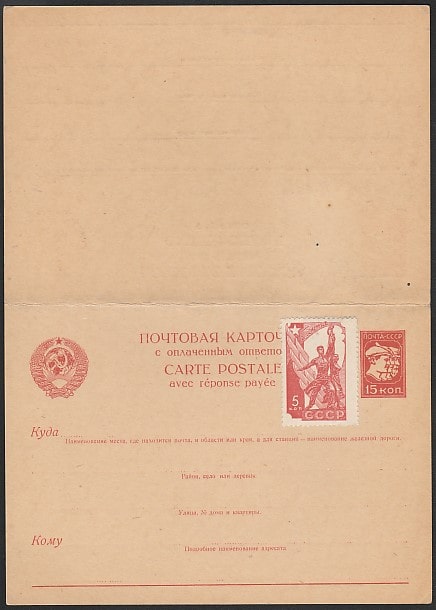 ПОЧТОВАЯ КАРТОЧ
с оплаченным ответо
CARTE POSTALE
avec réponse payée
ПОЧТА·СССР
15 КОП.
5
КОП
СССР
Куда
Наименование места, где находится почта, и области или края, а для станций – наименование железной дороги.
Район, село или деревня.
Улица, № дома и квартиры.
Кому
Подробное наименование адресата